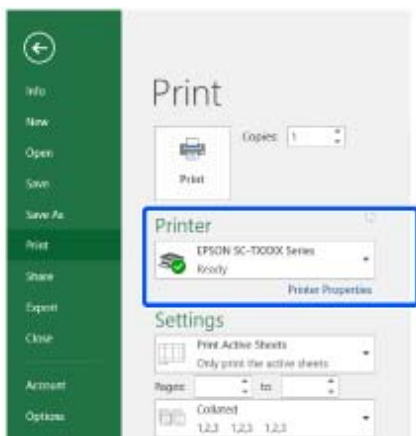 Info
New
Open
Save
Save As
Print
Share
Export
Close
Account
Options
Print
Copies: 1
Print
Printer
EPSON SC-TXXXX Series
Ready
Printer Properties
Settings
Print Active Sheets
Only print the active sheets
Pages: to
Collated
1,2,3 1,2,3 1,2,3